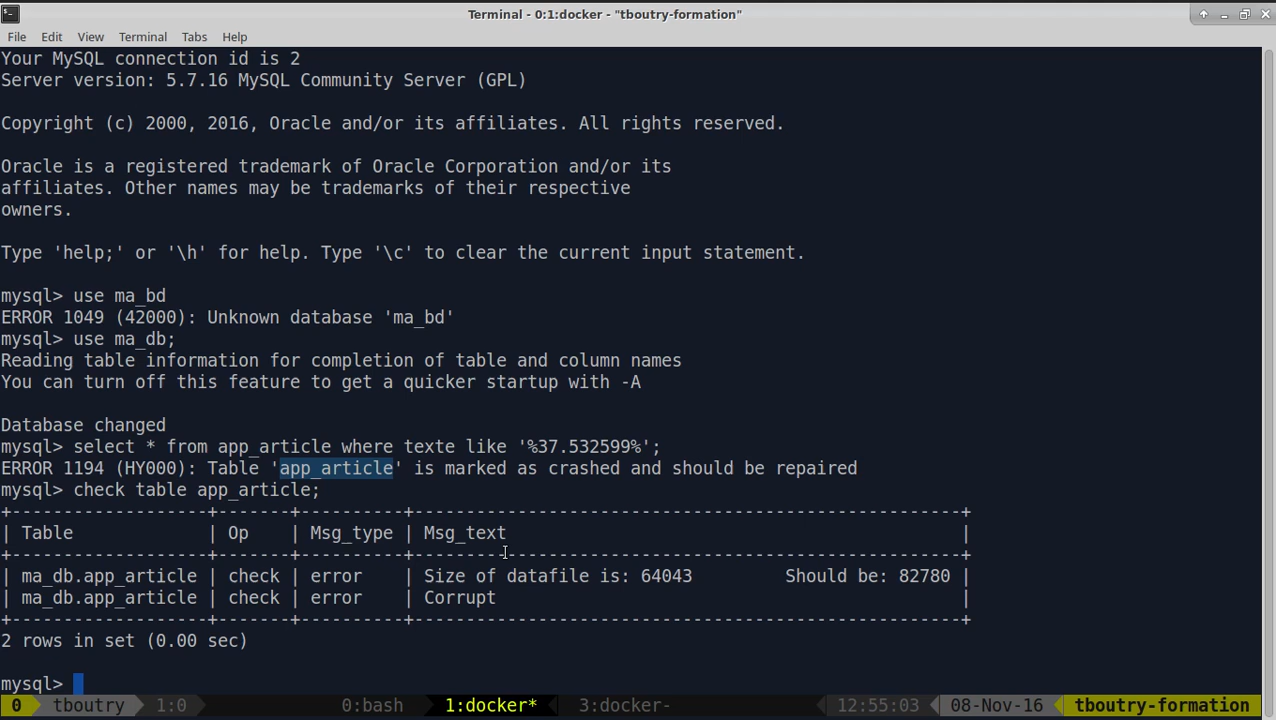 Terminal - 0:1:docker - "tboutry-formation"
File Edit View Terminal Tabs Help
Your MySQL connection id is 2
Server version: 5.7.16 MySQL Community Server (GPL)
Copyright (c) 2000, 2016, Oracle and/or its affiliates. All rights reserved.
Oracle is a registered trademark of Oracle Corporation and/or its
affiliates. Other names may be trademarks of their respective
owners.
Type 'help;' or '\h' for help. Type '\c' to clear the current input statement.
mysql> use ma_bd
ERROR 1049 (42000): Unknown database 'ma_bd'
mysql> use ma_db;
Reading table information for completion of table and column names
You can turn off this feature to get a quicker startup with -A
Database changed
mysql> select * from app_article where texte like '%37.532599%';
ERROR 1194 (HY000): Table 'app_article' is marked as crashed and should be repaired
mysql> check table app_article;
+-------------------+-------+----------+------------------------------------------------------+
| Table | Op | Msg_type | Msg_text |
+-------------------+-------+----------+------------------------------------------------------+
| ma_db.app_article | check | error | Size of datafile is: 64043 Should be: 82780 |
| ma_db.app_article | check | error | Corrupt |
+-------------------+-------+----------+------------------------------------------------------+
2 rows in set (0.00 sec)
mysql>
0 tboutry 1:0 0:bash 1:docker* 3:docker- 12:55:03 08-Nov-16 tboutry-formation